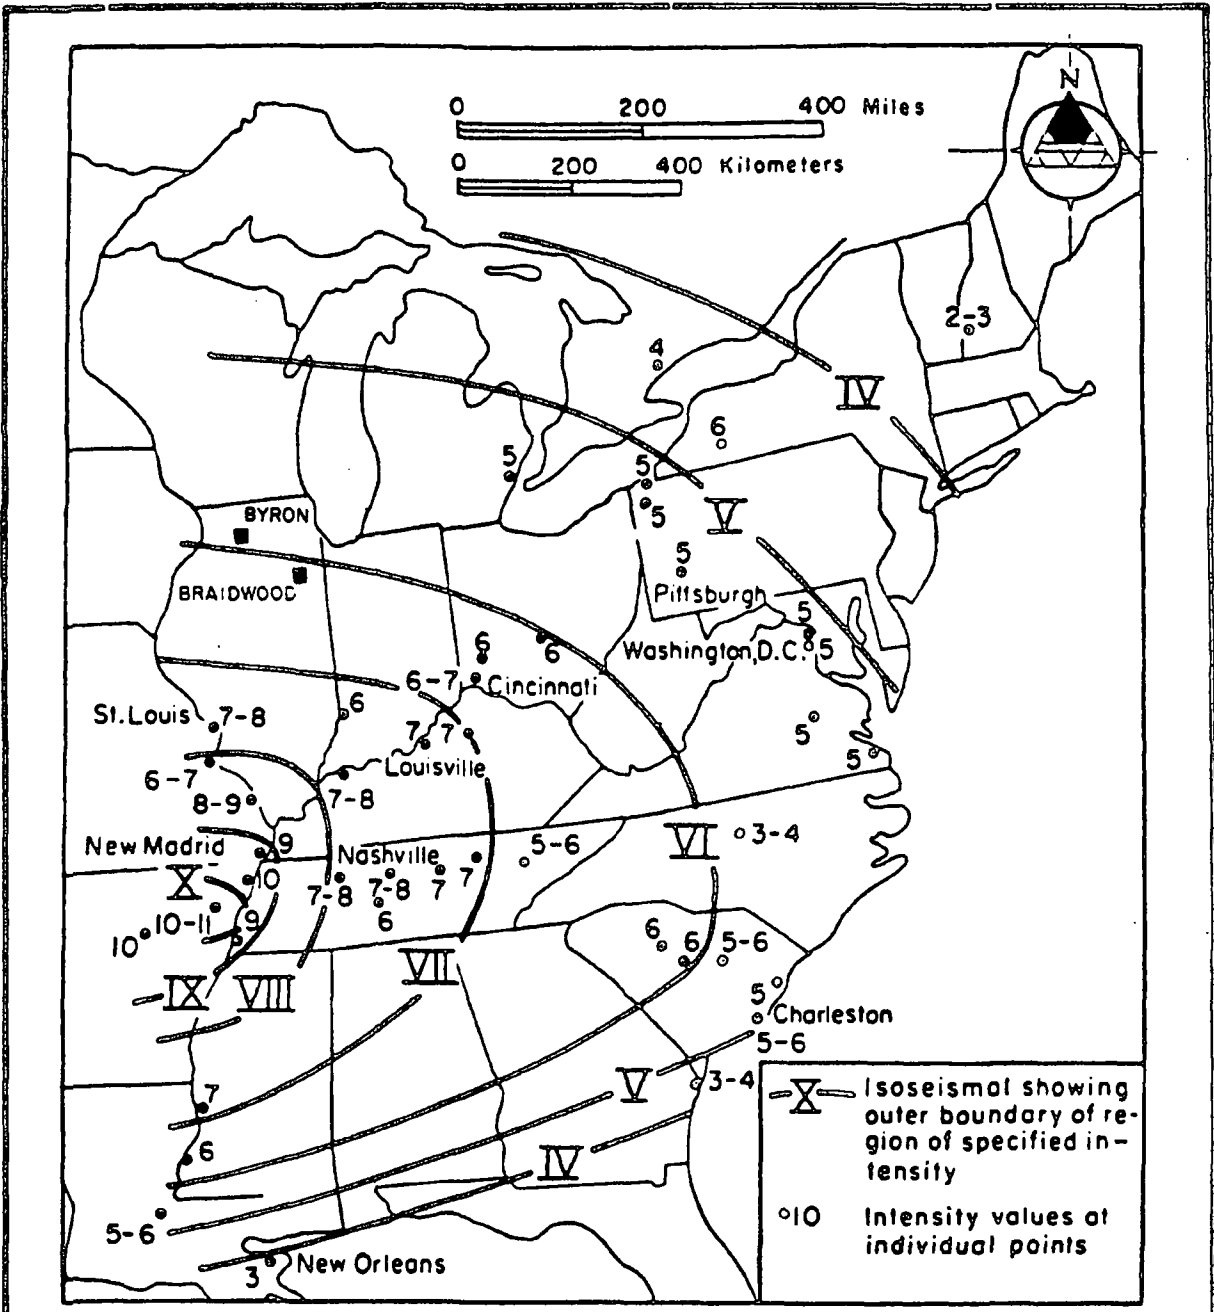 0 200 400 Miles
0 200 400 Kilometers
N
2-3
4
IV
6
5
5
5
V
BYRON
5
BRAIDWOOD
Pittsburgh
5
Washington, D.C. 5
6
6
6-7
Cincinnati
St. Louis
7-8
6
7
7
5
5
Louisville
6-7
8-9
7-8
New Madrid
9
Nashville
5-6
VI
3-4
X
10
7-8
7-8
7
7
6
10-11
9
10
6
6
5-6
VII
IX
VIII
5
Charleston
5-6
V
3-4
7
6
IV
5-6
3
New Orleans
X
Isoseismal showing
outer boundary of re-
gion of specified in-
tensity
10
Intensity values at
individual points